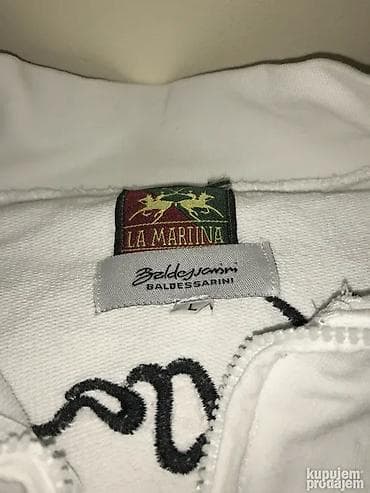 LA MARTINA
Baldessarini
BALDESSARINI
L
kupujem
prodajem